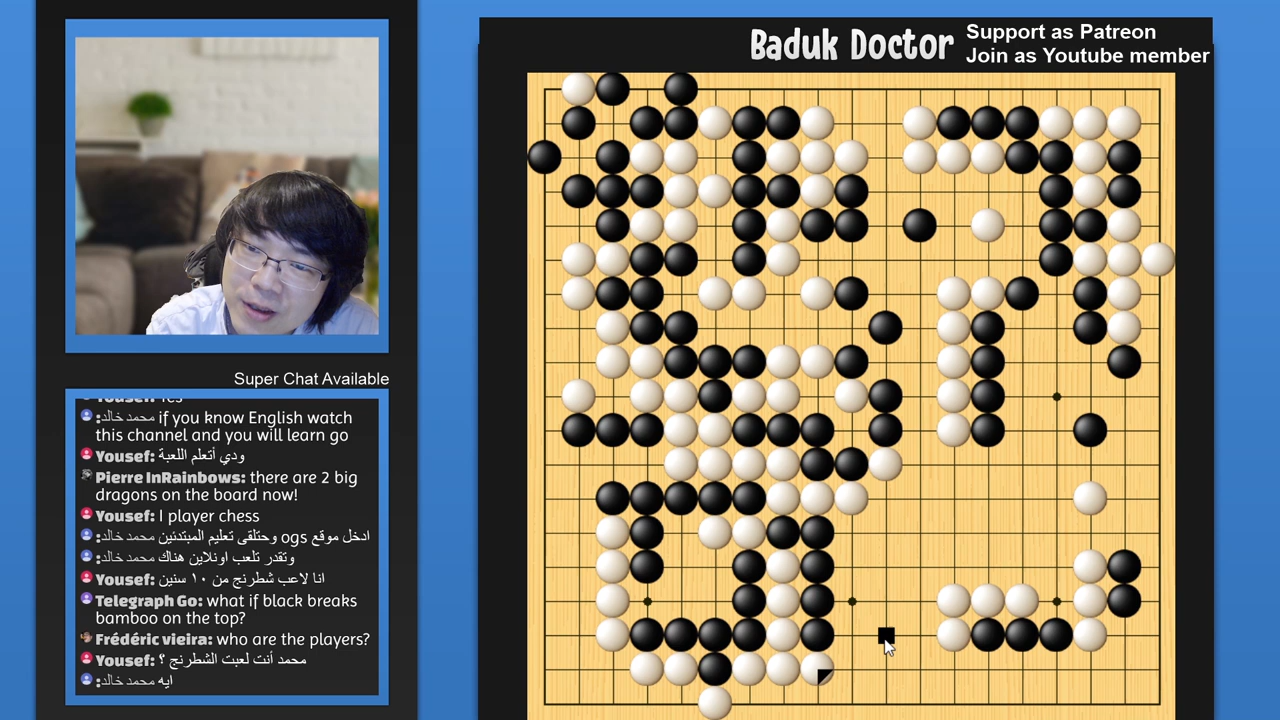 Baduk Doctor
Support as Patreon
Join as Youtube member
Super Chat Available
Yousef: Yes
محمد خالد: if you know English watch
this channel and you will learn go
Yousef: ودي أتعلم اللعبة
Pierre InRainbows: there are 2 big
dragons on the board now!
Yousef: I player chess
محمد خالد: ادخل موقع ogs وحتلقى تعليم المبتدئين
محمد خالد: وتقدر تلعب اونلاين هناك
Yousef: انا لاعب شطرنج من ١٠ سنين
Telegraph Go: what if black breaks
bamboo on the top?
Frédéric vieira: who are the players?
Yousef: محمد أنت لعبت الشطرنج ؟
محمد خالد: ايه